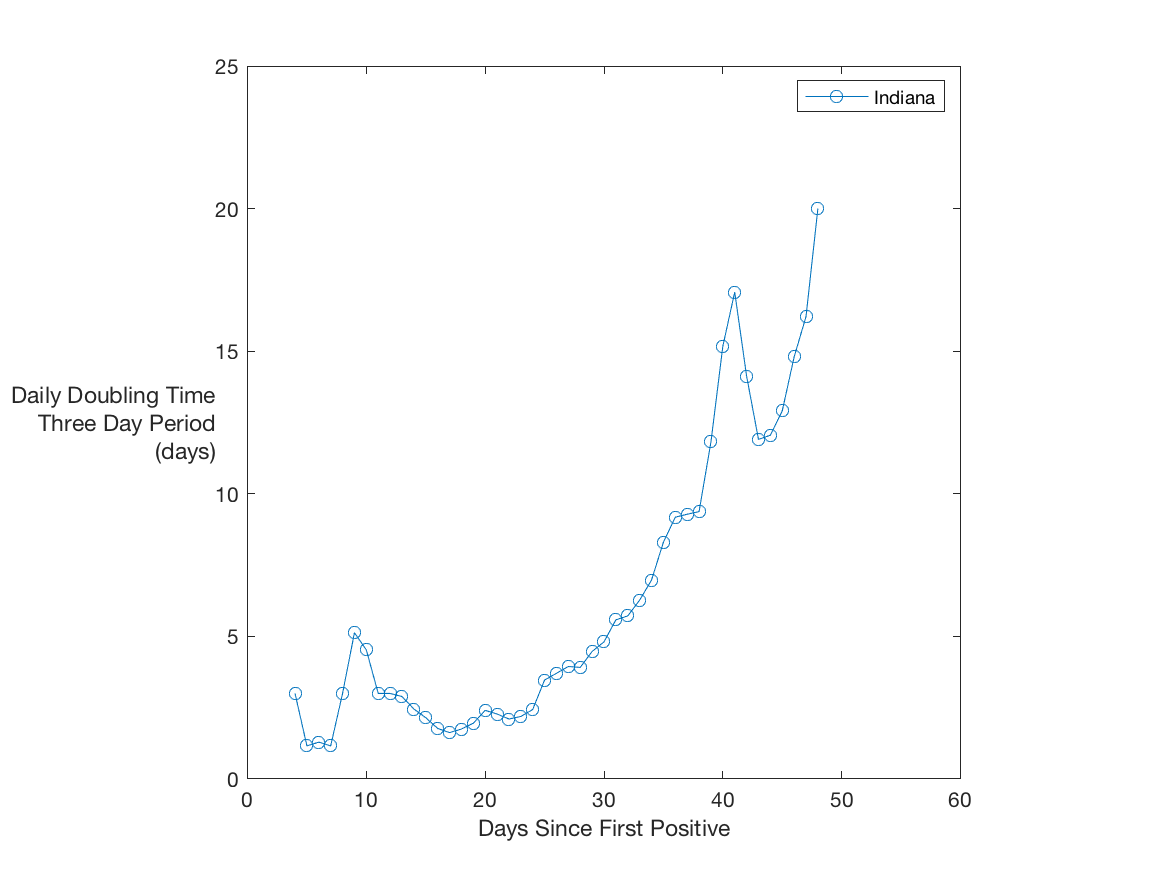 25
20
15
10
5
0
Daily Doubling Time
Three Day Period
(days)
Indiana
0 10 20 30 40 50 60
Days Since First Positive